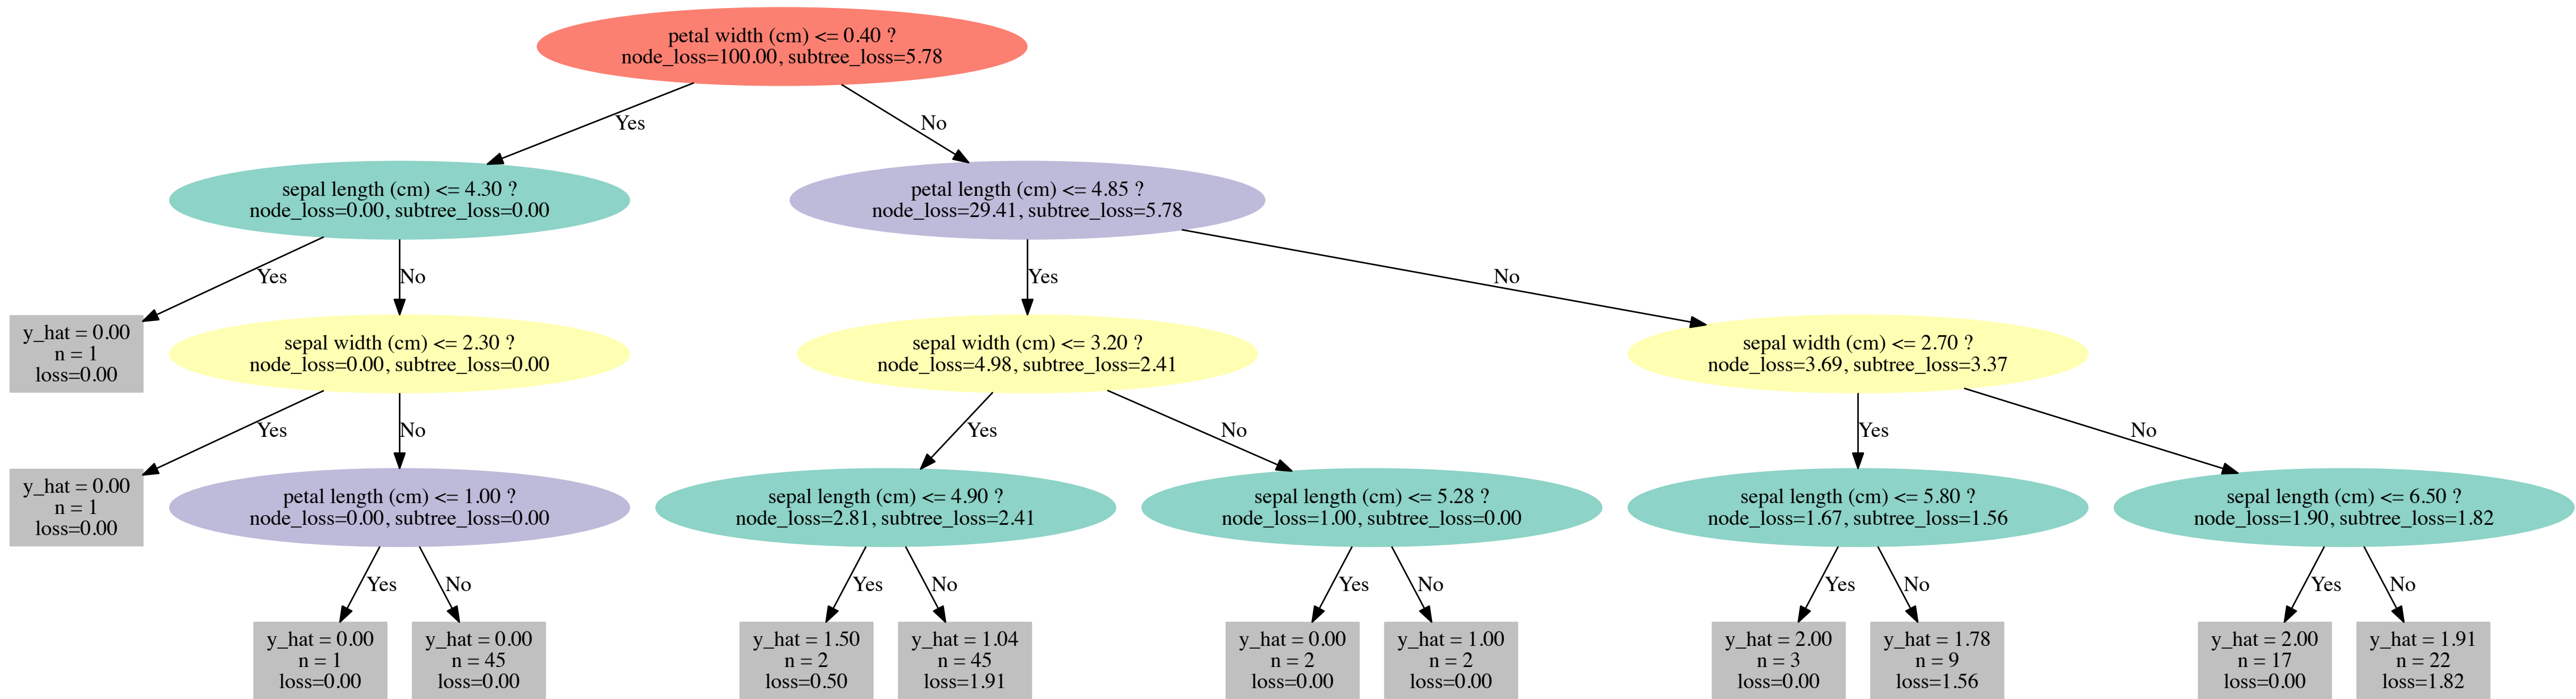 petal width (cm) <= 0.40 ?
node_loss=100.00, subtree_loss=5.78
Yes
No
sepal length (cm) <= 4.30 ?
node_loss=0.00, subtree_loss=0.00
petal length (cm) <= 4.85 ?
node_loss=29.41, subtree_loss=5.78
Yes
No
Yes
No
y_hat = 0.00
n = 1
loss=0.00
sepal width (cm) <= 2.30 ?
node_loss=0.00, subtree_loss=0.00
sepal width (cm) <= 3.20 ?
node_loss=4.98, subtree_loss=2.41
sepal width (cm) <= 2.70 ?
node_loss=3.69, subtree_loss=3.37
Yes
No
Yes
No
Yes
No
y_hat = 0.00
n = 1
loss=0.00
petal length (cm) <= 1.00 ?
node_loss=0.00, subtree_loss=0.00
sepal length (cm) <= 4.90 ?
node_loss=2.81, subtree_loss=2.41
sepal length (cm) <= 5.28 ?
node_loss=1.00, subtree_loss=0.00
sepal length (cm) <= 5.80 ?
node_loss=1.67, subtree_loss=1.56
sepal length (cm) <= 6.50 ?
node_loss=1.90, subtree_loss=1.82
Yes
No
Yes
No
Yes
No
Yes
No
Yes
No
y_hat = 0.00
n = 1
loss=0.00
y_hat = 0.00
n = 45
loss=0.00
y_hat = 1.50
n = 2
loss=0.50
y_hat = 1.04
n = 45
loss=1.91
y_hat = 0.00
n = 2
loss=0.00
y_hat = 1.00
n = 2
loss=0.00
y_hat = 2.00
n = 3
loss=0.00
y_hat = 1.78
n = 9
loss=1.56
y_hat = 2.00
n = 17
loss=0.00
y_hat = 1.91
n = 22
loss=1.82